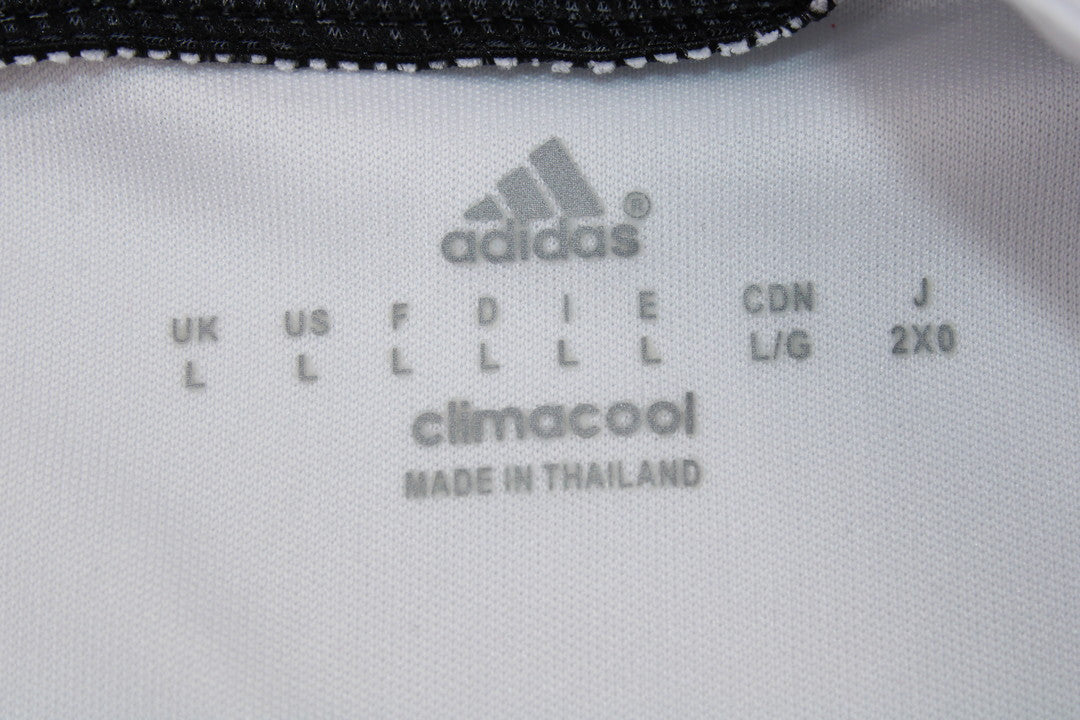 adidas®
UK US F D I E CDN J
L L L L L L L/G 2XO
climacool
MADE IN THAILAND